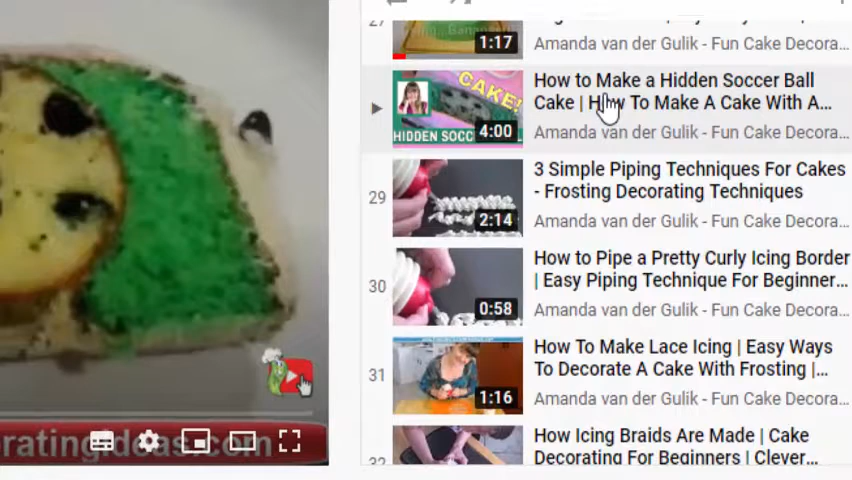 27
1:17
Amanda van der Gulik - Fun Cake Decora...
CAKE!
HIDDEN SOCC
4:00
How to Make a Hidden Soccer Ball
Cake | How To Make A Cake With A...
Amanda van der Gulik - Fun Cake Decora...
29
2:14
3 Simple Piping Techniques For Cakes
- Frosting Decorating Techniques
Amanda van der Gulik - Fun Cake Decora...
30
0:58
How to Pipe a Pretty Curly Icing Border
| Easy Piping Technique For Beginner...
Amanda van der Gulik - Fun Cake Decora...
31
1:16
How To Make Lace Icing | Easy Ways
To Decorate A Cake With Frosting |...
Amanda van der Gulik - Fun Cake Decora...
32
How Icing Braids Are Made | Cake
Decorating For Beginners | Clever...
ratingideas.com